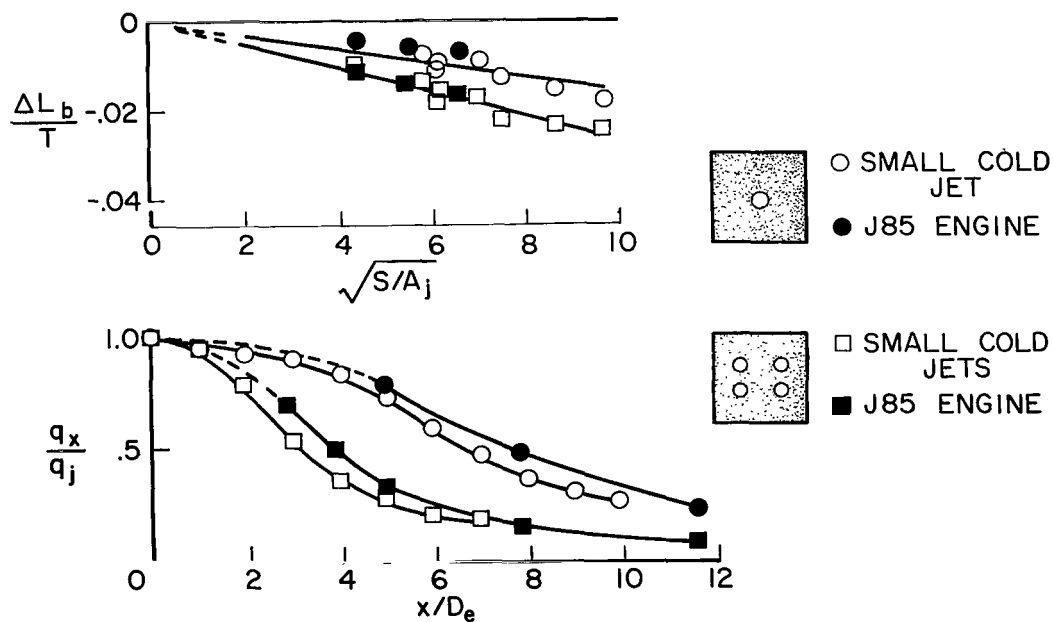 0
-.02
-.04
ΔL_b
T
0 2 4 6 8 10
√S/A_j
SMALL COLD
JET
J85 ENGINE
1.0
.5
q_x
q_j
0 2 4 6 8 10 12
x/D_e
SMALL COLD
JETS
J85 ENGINE